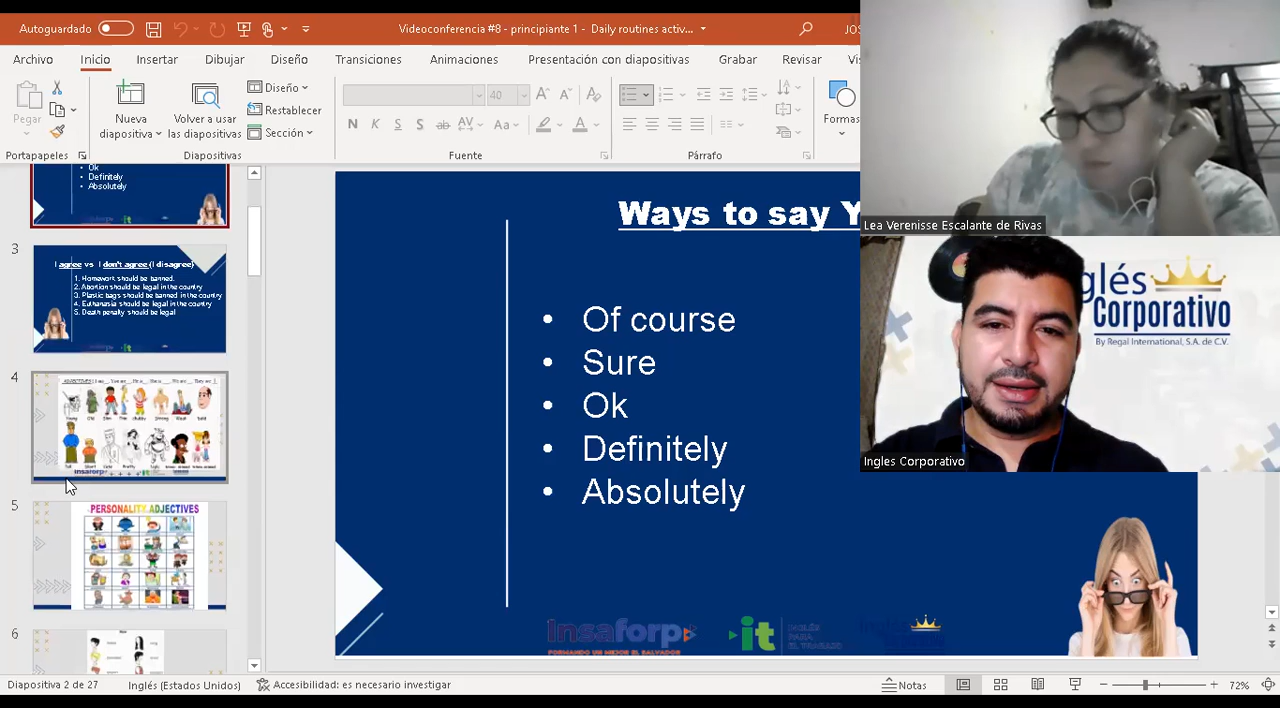 Autoguardado
Videoconferencia #8 - principiante 1 - Daily routines activ...
Archivo
Inicio
Insertar
Dibujar
Diseño
Transiciones
Animaciones
Presentación con diapositivas
Grabar
Revisar
Pegar
Nueva
diapositiva
Volver a usar
las diapositivas
Diseño
Restablecer
Sección
40
N K S S ab AV Aa A
Formas
Portapapeles
Diapositivas
Fuente
Párrafo
Ok
Definitely
Absolutely
3
I agree vs I don't agree (I disagree)
1. Homework should be banned
2. Abortion should be legal in the country
3. Plastic bags should be banned in the country
4. Euthanasia should be legal in the country
5. Death penalty should be legal
4
5
PERSONALITY ADJECTIVES
6
Ways to say Y
• Of course
• Sure
• Ok
• Definitely
• Absolutely
Insaforp
FORMANDO UN MEJOR EL SALVADOR
it
INGLÉS
PARA
EL TRABAJO
Lea Verenisse Escalante de Rivas
glés
Corporativo
By Regal International, S.A. de C.V.
Ingles Corporativo
Diapositiva 2 de 27
Inglés (Estados Unidos)
Accesibilidad: es necesario investigar
Notas
72%